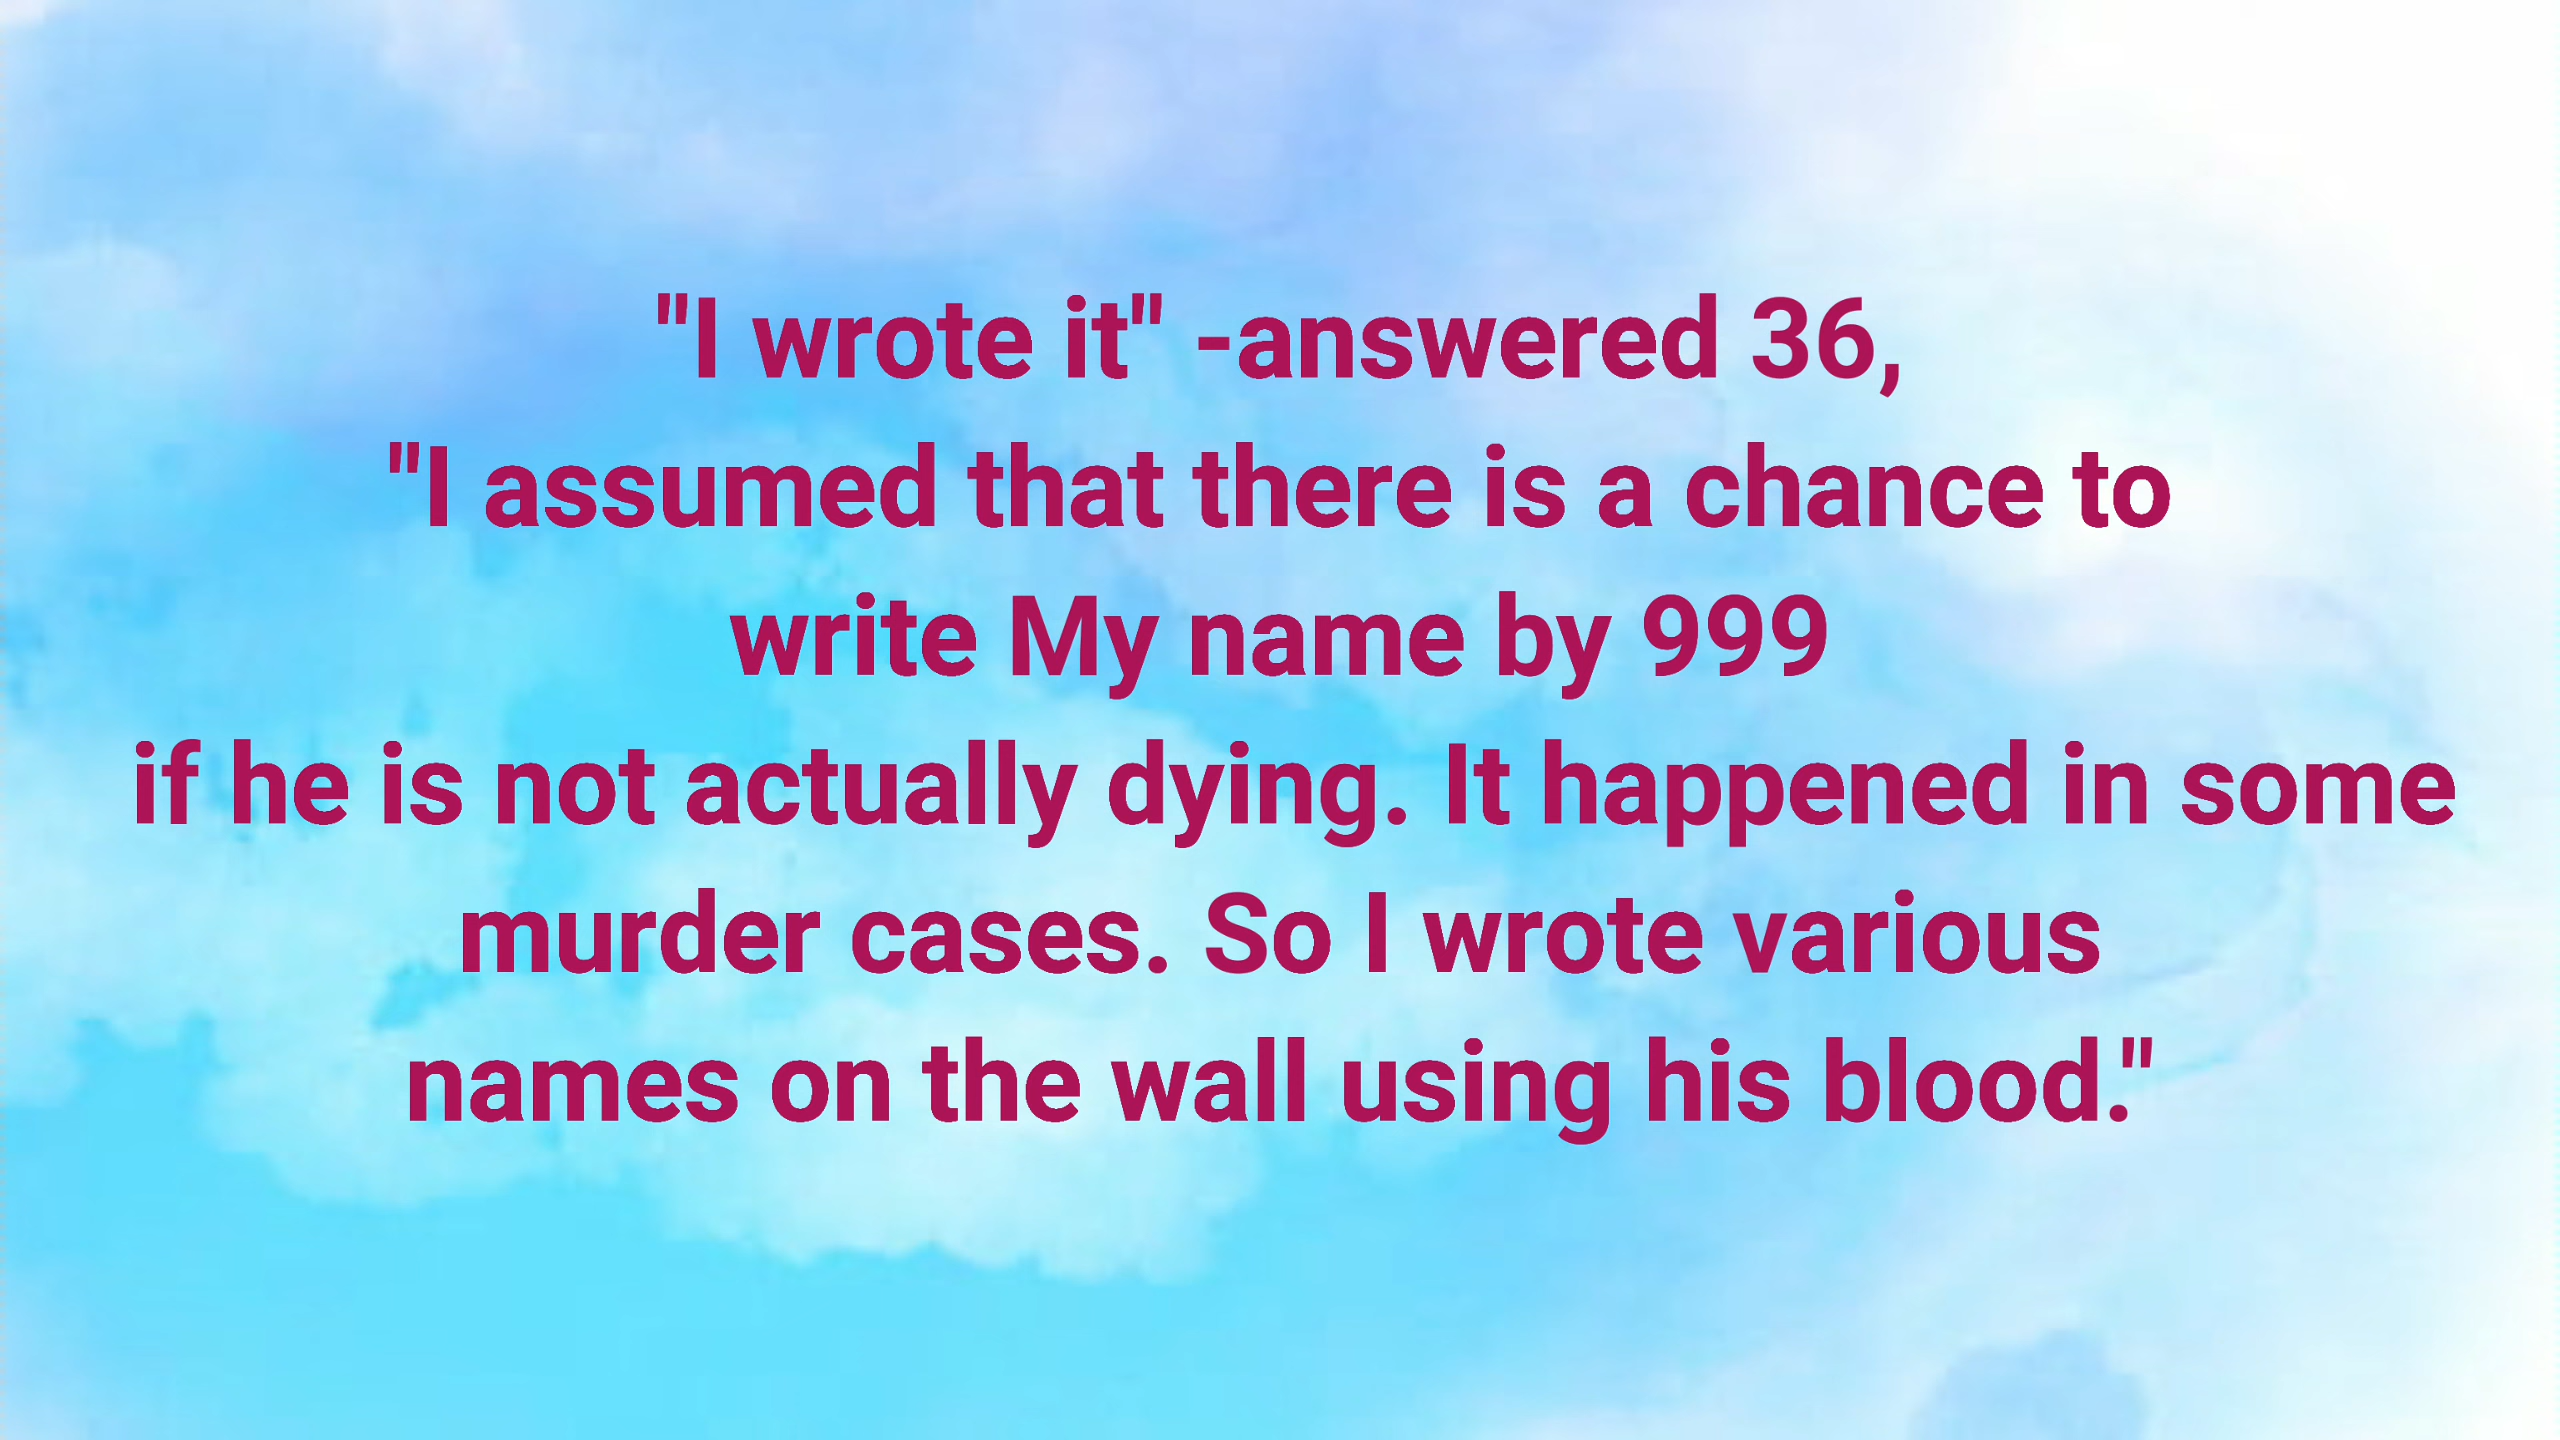 "I wrote it" -answered 36,
"I assumed that there is a chance to
write My name by 999
if he is not actually dying. It happened in some
murder cases. So I wrote various
names on the wall using his blood."